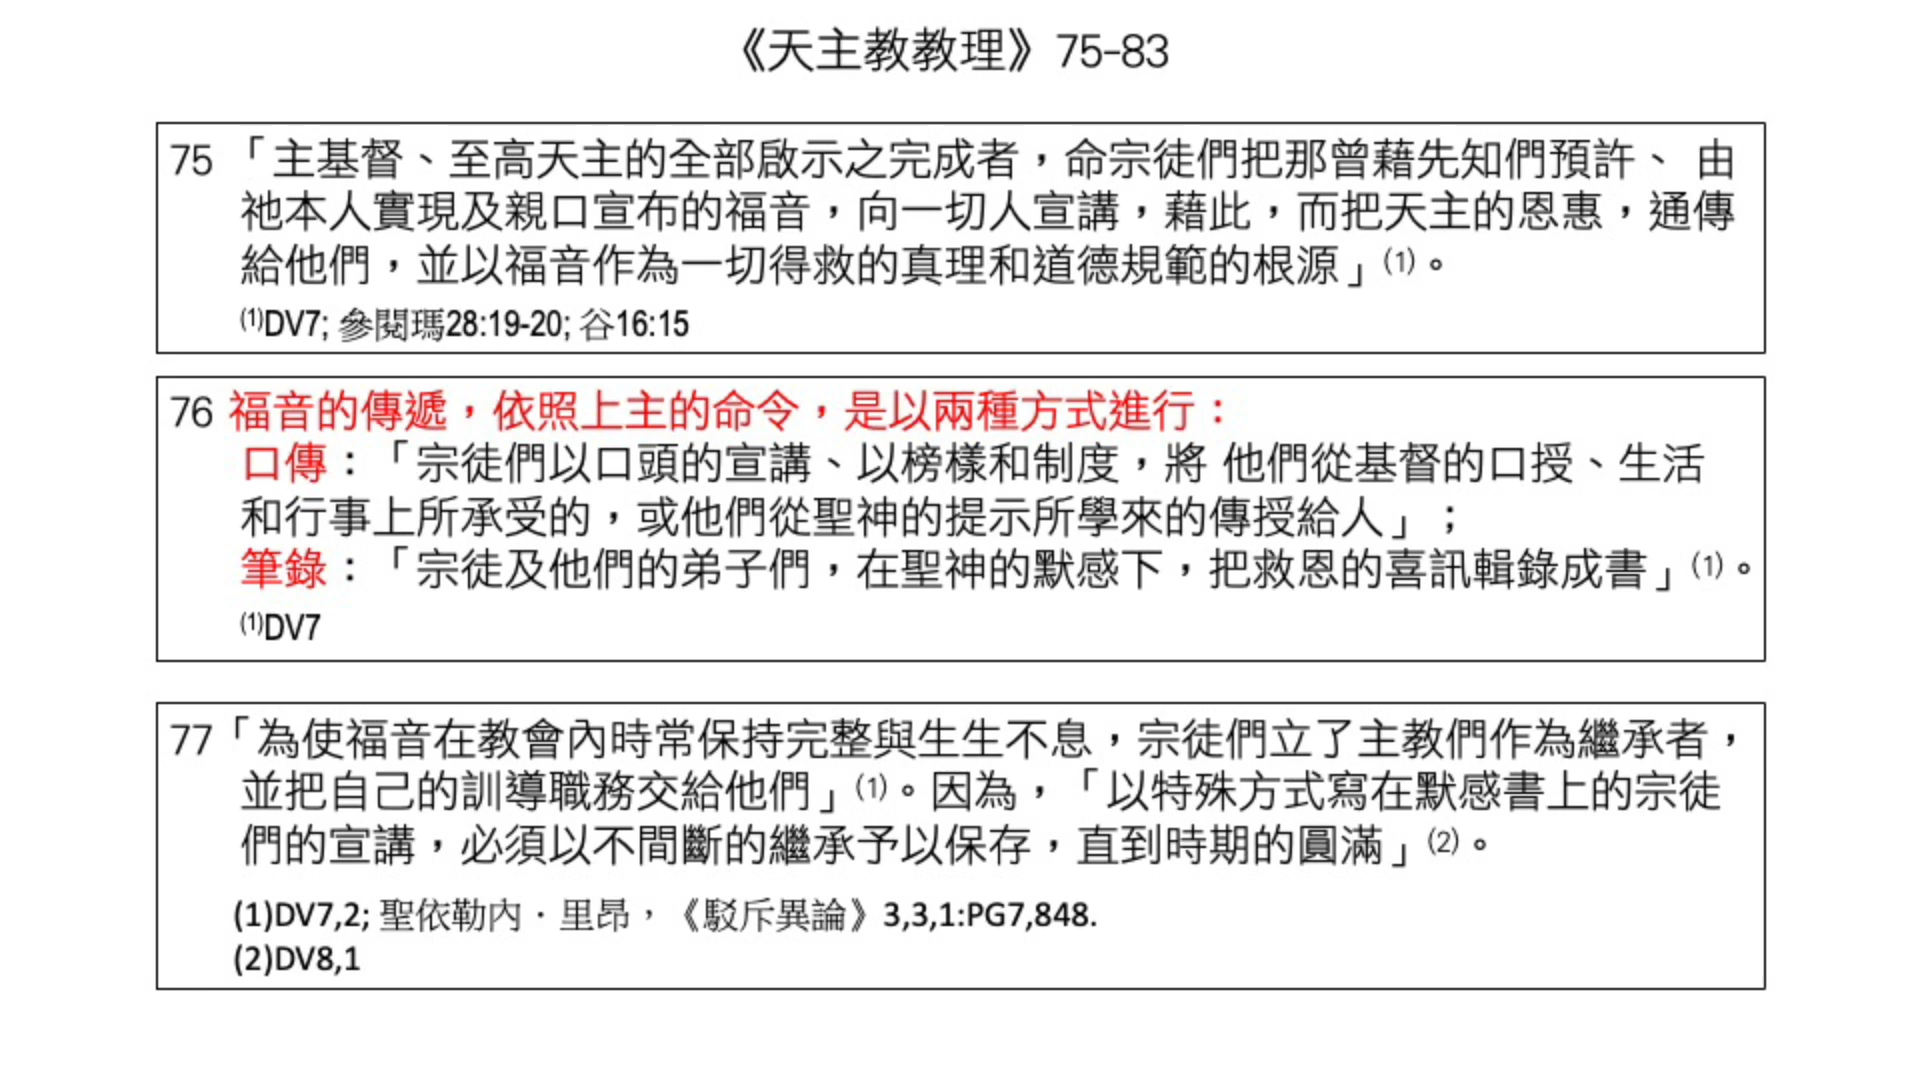 《天主教教理》75-83
75 「主基督、至高天主的全部啟示之完成者，命宗徒們把那曾藉先知們預許、 由
祂本人實現及親口宣布的福音，向一切人宣講，藉此，而把天主的恩惠，通傳
給他們，並以福音作為一切得救的真理和道德規範的根源」(1)。
(1)DV7; 參閱瑪28:19-20; 谷16:15
76 福音的傳遞，依照上主的命令，是以兩種方式進行：
口傳：「宗徒們以口頭的宣講、以榜樣和制度，將 他們從基督的口授、生活
和行事上所承受的，或他們從聖神的提示所學來的傳授給人」；
筆錄：「宗徒及他們的弟子們，在聖神的默感下，把救恩的喜訊輯錄成書」(1)。
(1)DV7
77「為使福音在教會內時常保持完整與生生不息，宗徒們立了主教們作為繼承者，
並把自己的訓導職務交給他們」(1)。因為，「以特殊方式寫在默感書上的宗徒
們的宣講，必須以不間斷的繼承予以保存，直到時期的圓滿」(2)。
(1)DV7,2; 聖依勒內．里昂，《駁斥異論》3,3,1:PG7,848.
(2)DV8,1